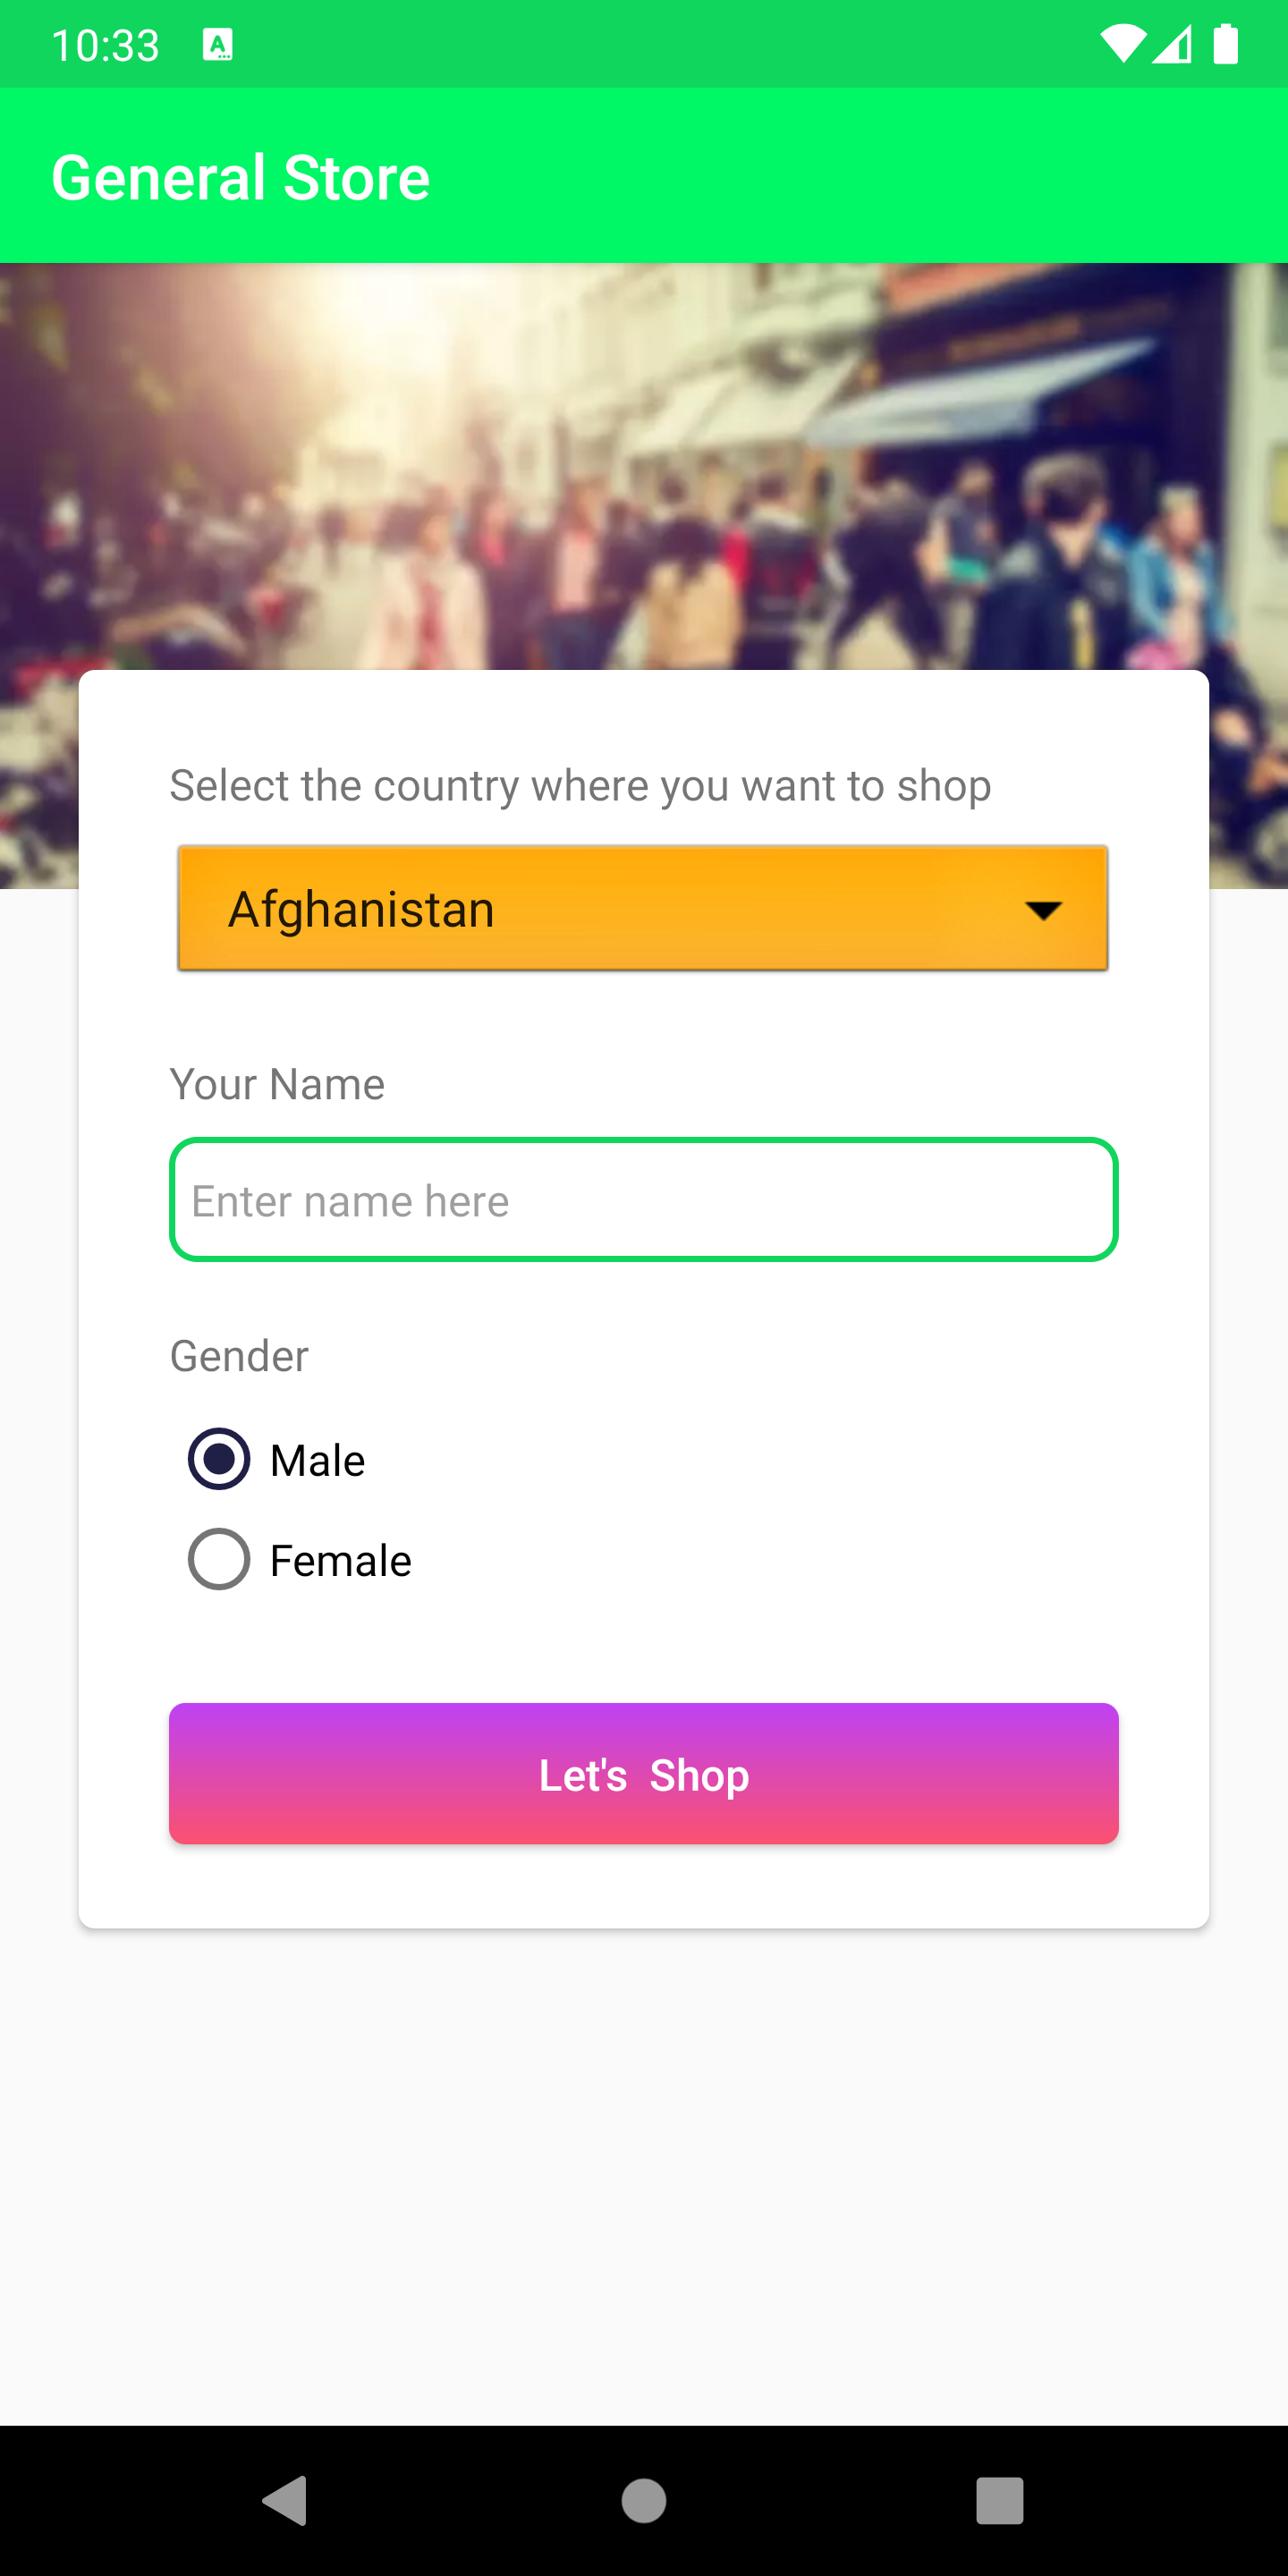 10:33
General Store
Select the country where you want to shop
Afghanistan
Your Name
Enter name here
Gender
Male
Female
Let's Shop